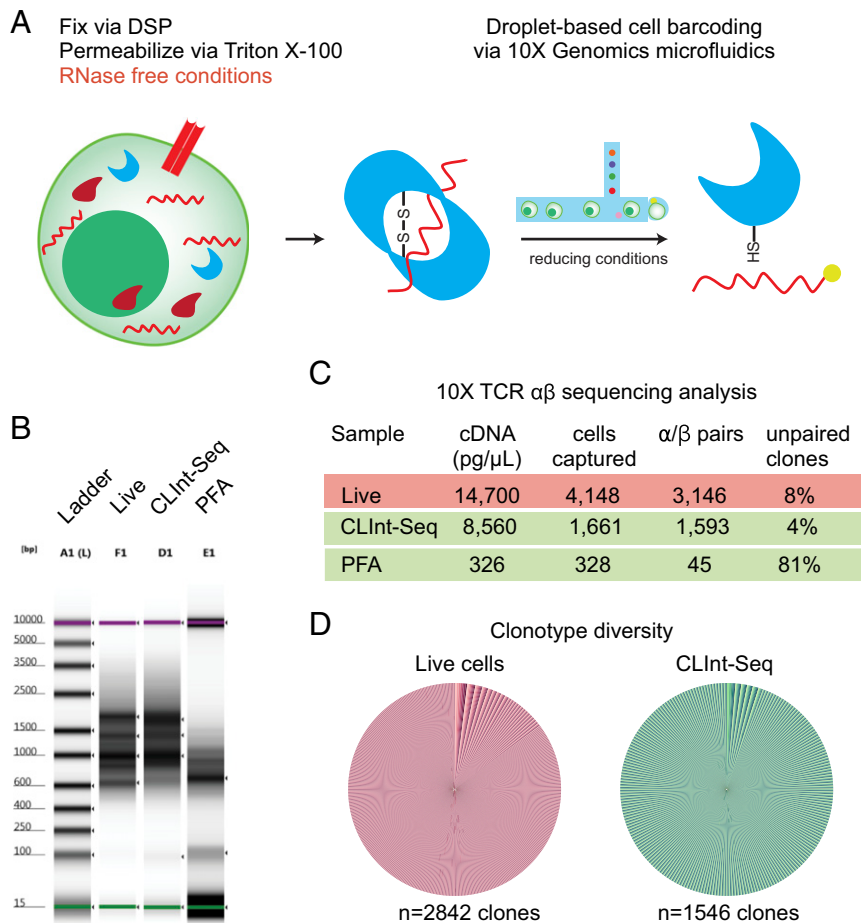 A
Fix via DSP
Permeabilize via Triton X-100
RNase free conditions
Droplet-based cell barcoding
via 10X Genomics microfluidics
S
S
reducing conditions
HS
B
Ladder
Live
CLInt-Seq
PFA
[bp]
A1 (L)
F1
D1
E1
10000
5000
3500
2500
1500
1000
600
400
250
100
15
C
10X TCR αβ sequencing analysis
Sample cDNA (pg/µL) cells captured α/β pairs unpaired clones
Live 14,700 4,148 3,146 8%
CLInt-Seq 8,560 1,661 1,593 4%
PFA 326 328 45 81%
D
Clonotype diversity
Live cells
CLInt-Seq
n=2842 clones
n=1546 clones